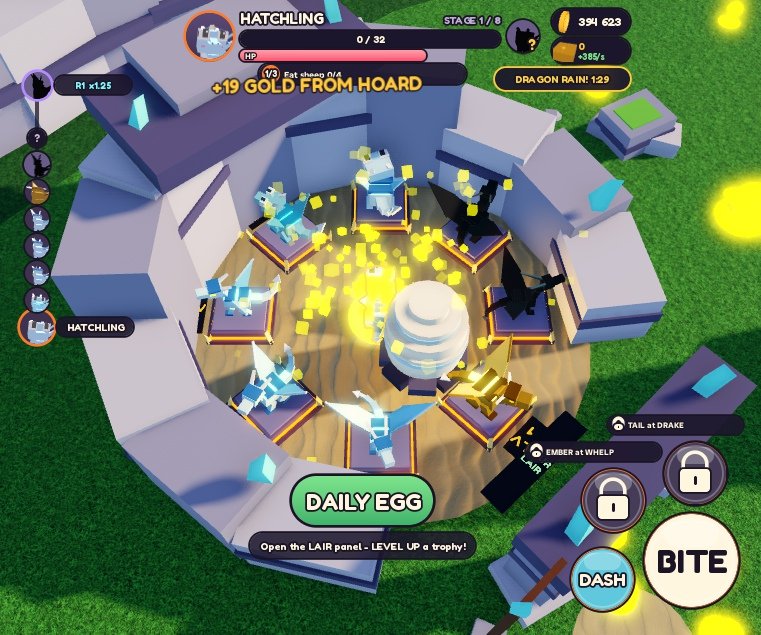 HATCHLING
STAGE 1 / 8
0 / 32
HP
394 623
0
+385/s
?
1/3 Eat sheep 0/4
+19 GOLD FROM HOARD
DRAGON RAIN! 1:29
R1 x1.25
?
HATCHLING
TAIL at DRAKE
EMBER at WHELP
LAIR
DAILY EGG
Open the LAIR panel - LEVEL UP a trophy!
BITE
DASH